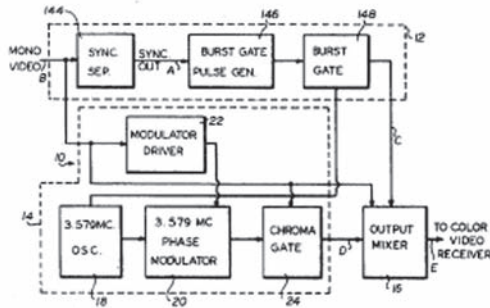 144
146
148
12
MONO
VIDEO
B
SYNC.
SEP.
SYNC.
OUT
A
BURST GATE
PULSE GEN.
BURST
GATE
C
22
MODULATOR
DRIVER
10
14
3.579MC.
OSC.
18
3.579 MC
PHASE
MODULATOR
20
CHROMA
GATE
24
D
OUTPUT
MIXER
16
TO COLOR
VIDEO
RECEIVER
E